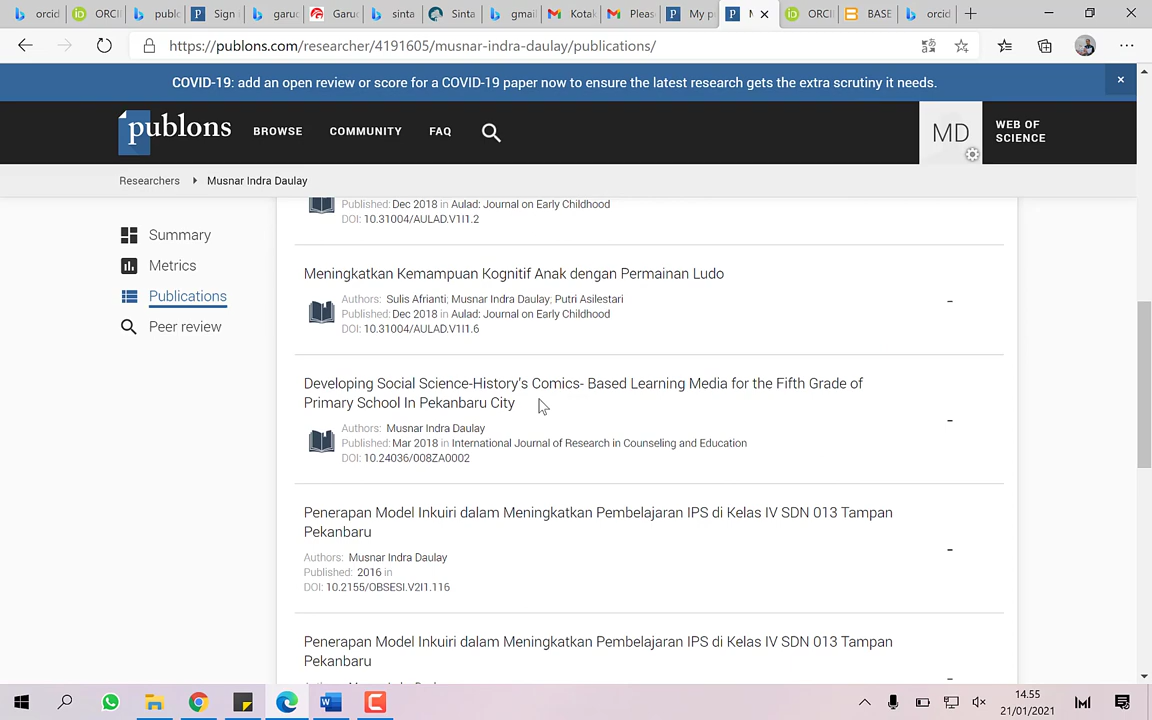 orcid
ORCI
publo
Sign
garuc
Garuc
sinta
Sinta
gmail
Kotak
Pleas
My p
M
ORCI
BASE
orcid
https://publons.com/researcher/4191605/musnar-indra-daulay/publications/
COVID-19: add an open review or score for a COVID-19 paper now to ensure the latest research gets the extra scrutiny it needs.
publons
BROWSE
COMMUNITY
FAQ
MD
WEB OF
SCIENCE
Researchers
Musnar Indra Daulay
Summary
Metrics
Publications
Peer review
Published: Dec 2018 in Aulad: Journal on Early Childhood
DOI: 10.31004/AULAD.V1I1.2
Meningkatkan Kemampuan Kognitif Anak dengan Permainan Ludo
Authors: Sulis Afrianti; Musnar Indra Daulay; Putri Asilestari
Published: Dec 2018 in Aulad: Journal on Early Childhood
DOI: 10.31004/AULAD.V1I1.6
-
Developing Social Science-History's Comics- Based Learning Media for the Fifth Grade of
Primary School In Pekanbaru City
Authors: Musnar Indra Daulay
Published: Mar 2018 in International Journal of Research in Counseling and Education
DOI: 10.24036/008ZA0002
-
Penerapan Model Inkuiri dalam Meningkatkan Pembelajaran IPS di Kelas IV SDN 013 Tampan
Pekanbaru
Authors: Musnar Indra Daulay
Published: 2016 in
DOI: 10.2155/OBSESI.V2I1.116
-
Penerapan Model Inkuiri dalam Meningkatkan Pembelajaran IPS di Kelas IV SDN 013 Tampan
Pekanbaru
-
14.55
21/01/2021